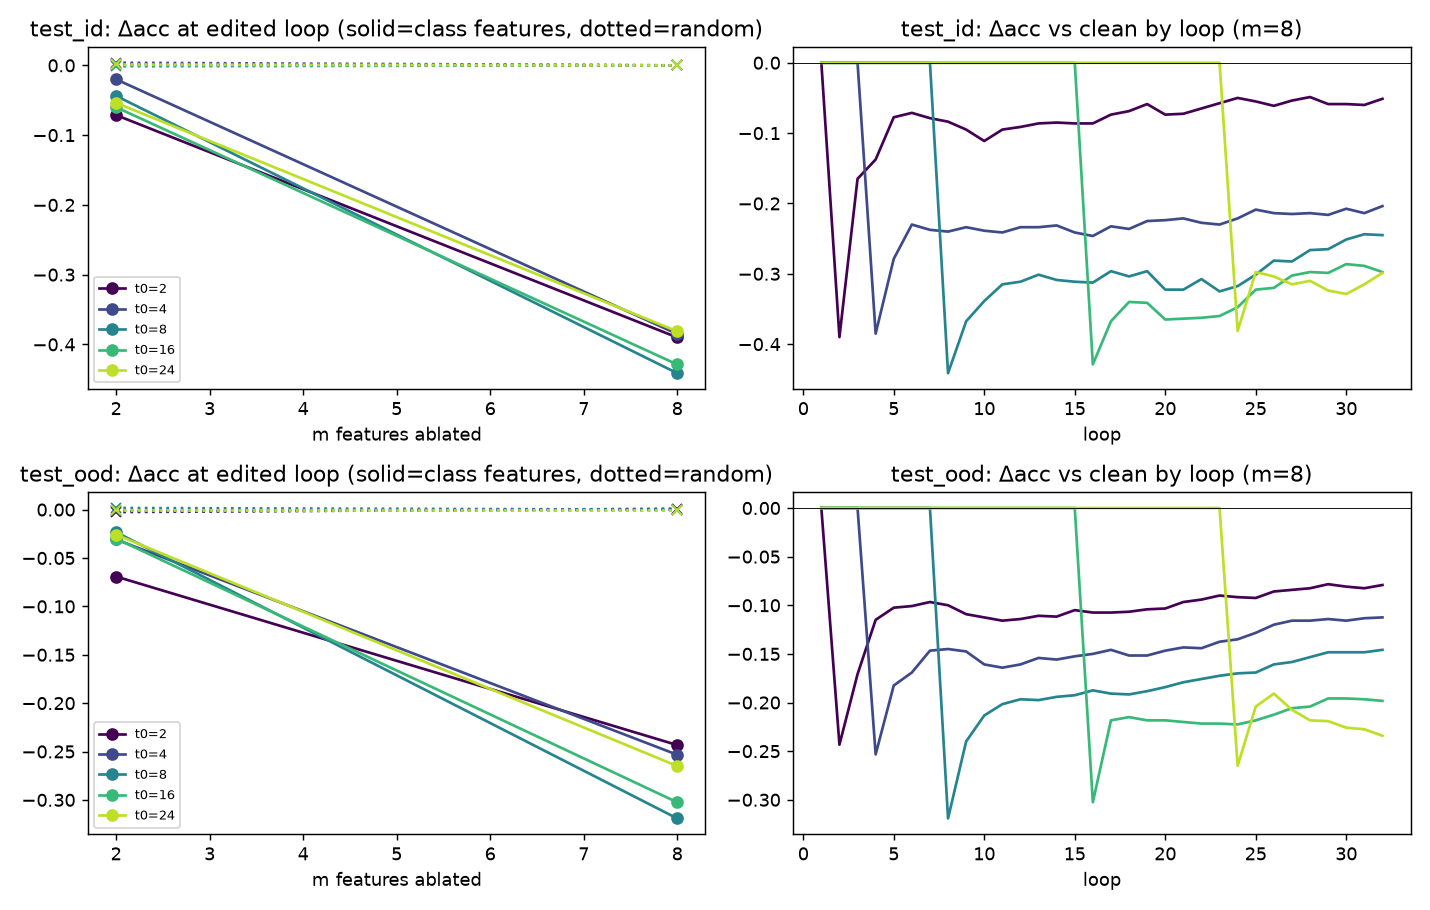 test_id: Δacc at edited loop (solid=class features, dotted=random)
0.0
−0.1
−0.2
−0.3
−0.4
t0=2
t0=4
t0=8
t0=16
t0=24
2 3 4 5 6 7 8
m features ablated
test_id: Δacc vs clean by loop (m=8)
0.0
−0.1
−0.2
−0.3
−0.4
0 5 10 15 20 25 30
loop
test_ood: Δacc at edited loop (solid=class features, dotted=random)
0.00
−0.05
−0.10
−0.15
−0.20
−0.25
−0.30
t0=2
t0=4
t0=8
t0=16
t0=24
2 3 4 5 6 7 8
m features ablated
test_ood: Δacc vs clean by loop (m=8)
0.00
−0.05
−0.10
−0.15
−0.20
−0.25
−0.30
0 5 10 15 20 25 30
loop